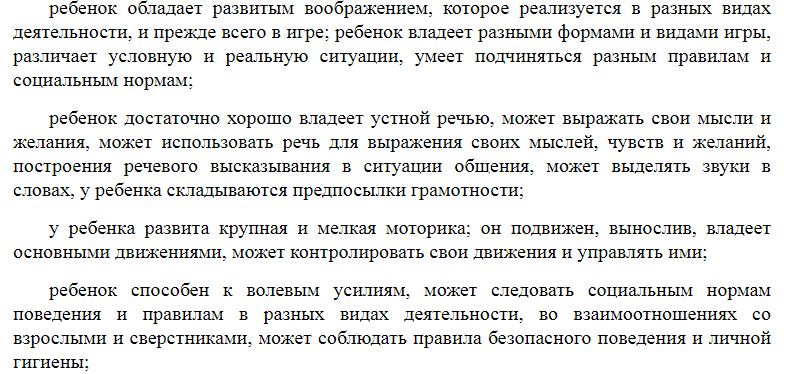 ребенок обладает развитым воображением, которое реализуется в разных видах
деятельности, и прежде всего в игре; ребенок владеет разными формами и видами игры,
различает условную и реальную ситуации, умеет подчиняться разным правилам и
социальным нормам;
ребенок достаточно хорошо владеет устной речью, может выражать свои мысли и
желания, может использовать речь для выражения своих мыслей, чувств и желаний,
построения речевого высказывания в ситуации общения, может выделять звуки в
словах, у ребенка складываются предпосылки грамотности;
у ребенка развита крупная и мелкая моторика; он подвижен, вынослив, владеет
основными движениями, может контролировать свои движения и управлять ими;
ребенок способен к волевым усилиям, может следовать социальным нормам
поведения и правилам в разных видах деятельности, во взаимоотношениях со
взрослыми и сверстниками, может соблюдать правила безопасного поведения и личной
гигиены;